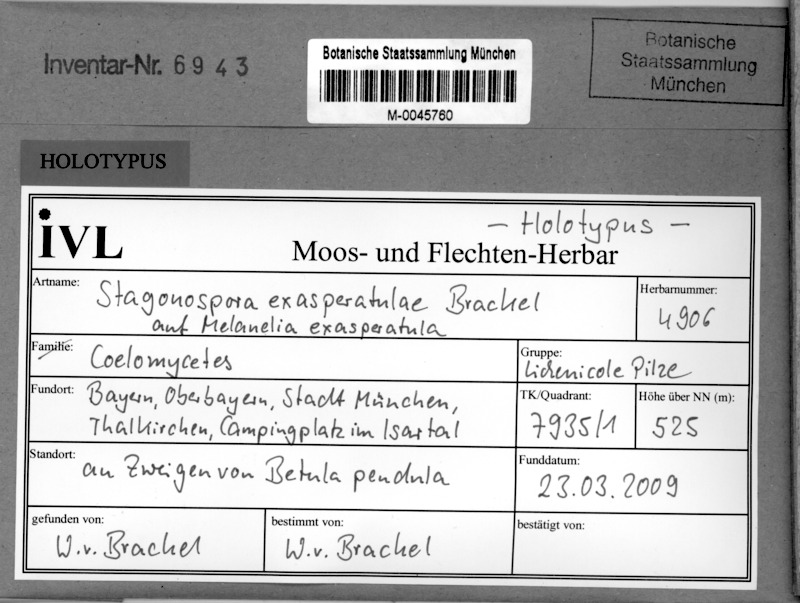 Inventar-Nr. 6943
Botanische Staatssammlung München
M-0045760
Botanische
Staatssammlung
München
HOLOTYPUS
iVL
- Holotypus -
Moos- und Flechten-Herbar
Artname:
Stagonospora exasperatulae Brackel
auf Melanelia exasperatula
Herbarnummer:
4906
Familie:
Coelomycetes
Gruppe:
Lichenicole Pilze
Fundort:
Bayern, Oberbayern, Stadt München,
Thalkirchen, Campingplatz im Isartal
TK/Quadrant:
7935/1
Höhe über NN (m):
525
Standort:
an Zweigen von Betula pendula
Funddatum:
23.03.2009
gefunden von:
W. v. Brackel
bestimmt von:
W. v. Brackel
bestätigt von: